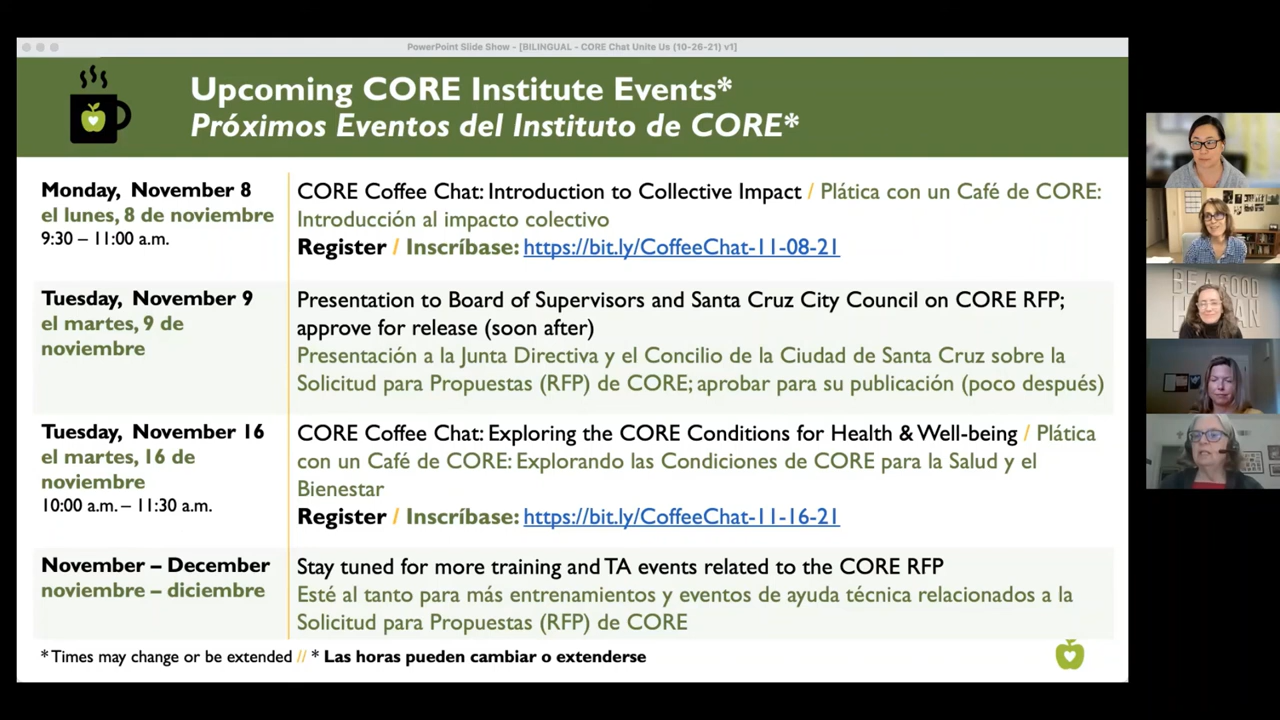 PowerPoint Slide Show - [BILINGUAL - CORE Chat Unite Us (10-26-21) v1]
Upcoming CORE Institute Events*
Próximos Eventos del Instituto de CORE*
Monday, November 8
el lunes, 8 de noviembre
9:30 – 11:00 a.m.
CORE Coffee Chat: Introduction to Collective Impact / Plática con un Café de CORE:
Introducción al impacto colectivo
Register / Inscríbase: https://bit.ly/CoffeeChat-11-08-21
Tuesday, November 9
el martes, 9 de
noviembre
Presentation to Board of Supervisors and Santa Cruz City Council on CORE RFP;
approve for release (soon after)
Presentación a la Junta Directiva y el Concilio de la Ciudad de Santa Cruz sobre la
Solicitud para Propuestas (RFP) de CORE; aprobar para su publicación (poco después)
Tuesday, November 16
el martes, 16 de
noviembre
10:00 a.m. – 11:30 a.m.
CORE Coffee Chat: Exploring the CORE Conditions for Health & Well-being / Plática
con un Café de CORE: Explorando las Condiciones de CORE para la Salud y el
Bienestar
Register / Inscríbase: https://bit.ly/CoffeeChat-11-16-21
November – December
noviembre – diciembre
Stay tuned for more training and TA events related to the CORE RFP
Esté al tanto para más entrenamientos y eventos de ayuda técnica relacionados a la
Solicitud para Propuestas (RFP) de CORE
* Times may change or be extended // * Las horas pueden cambiar o extenderse
BE A GOOD